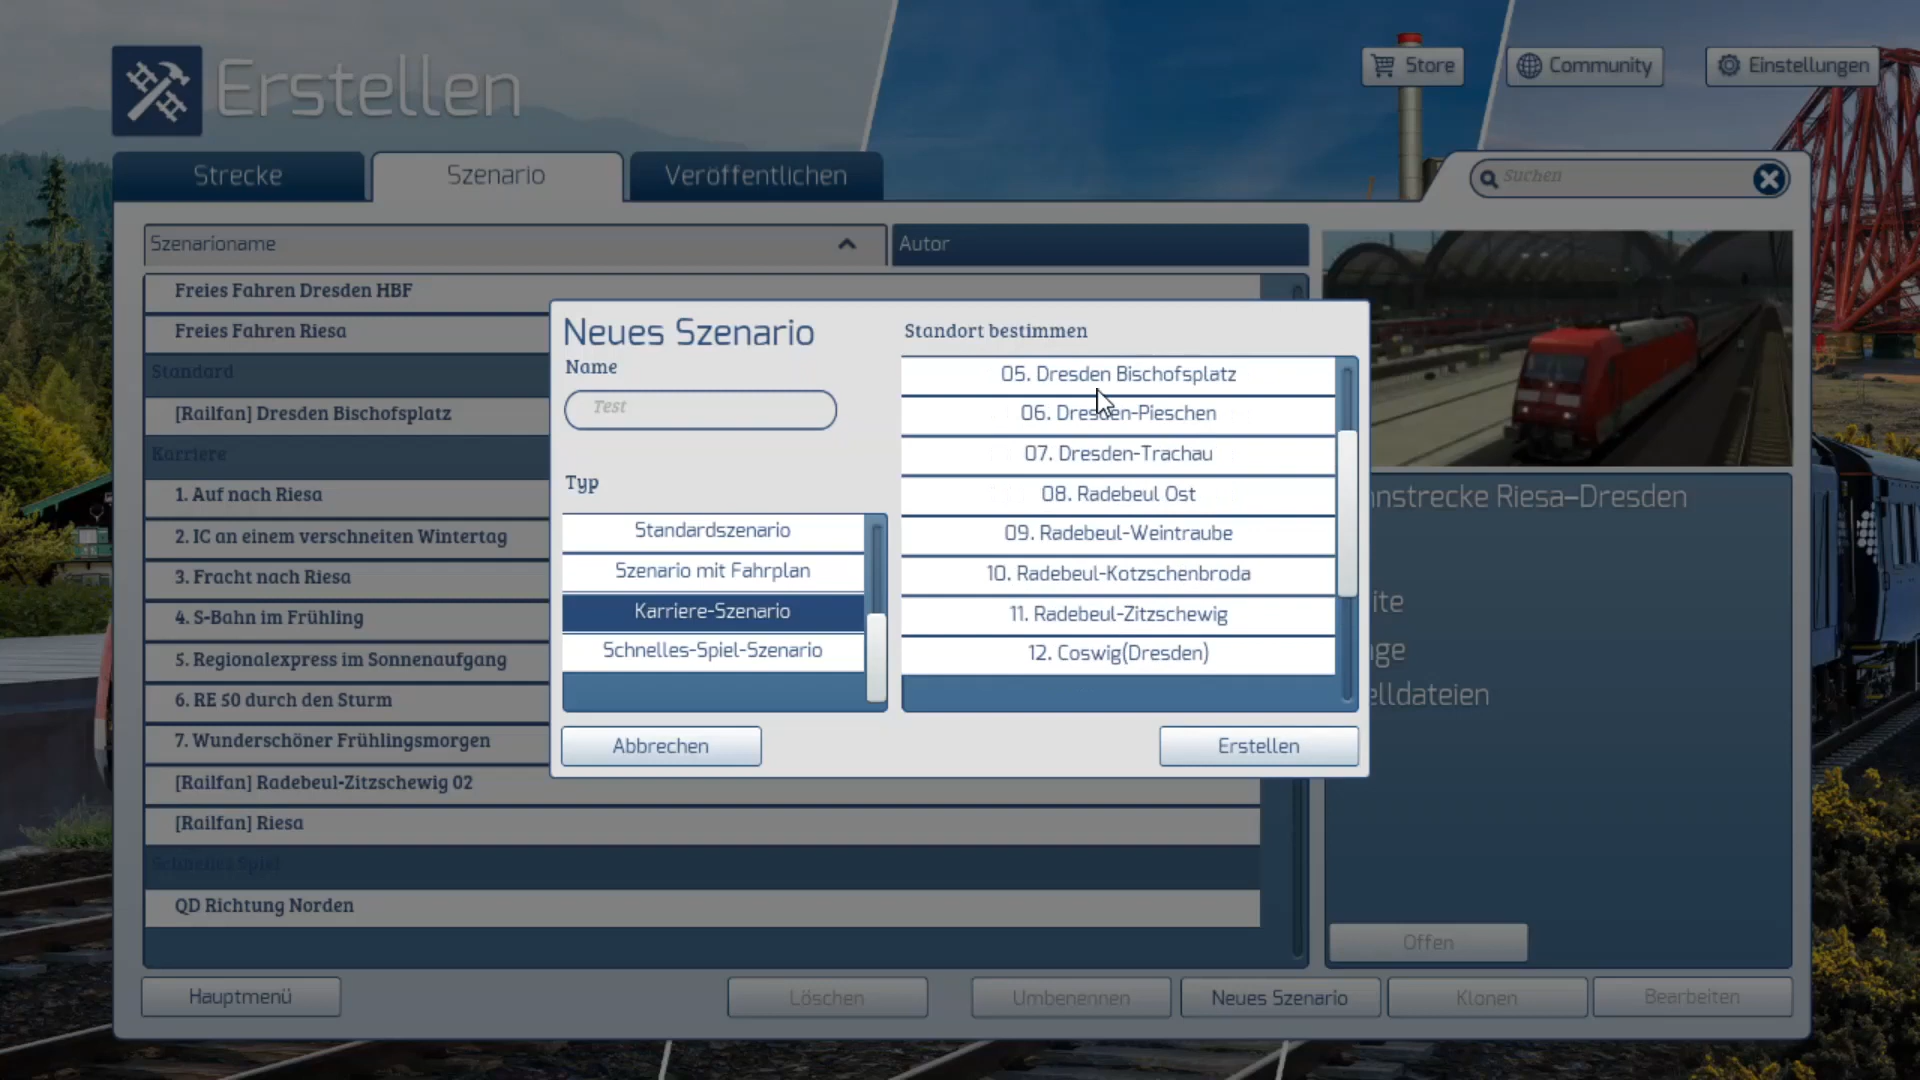 Erstellen
Store
Community
Einstellungen
Strecke
Szenario
Veröffentlichen
Suchen
Szenarioname
Autor
Freies Fahren Dresden HBF
Freies Fahren Riesa
Standard
[Railfan] Dresden Bischofsplatz
Karriere
1. Auf nach Riesa
2. IC an einem verschneiten Wintertag
3. Fracht nach Riesa
4. S-Bahn im Frühling
5. Regionalexpress im Sonnenaufgang
6. RE 50 durch den Sturm
7. Wunderschöner Frühlingsmorgen
[Railfan] Radebeul-Zitzschewig 02
[Railfan] Riesa
Schnelles Spiel
QD Richtung Norden
Neues Szenario
Name
Test
Typ
Standardszenario
Szenario mit Fahrplan
Karriere-Szenario
Schnelles-Spiel-Szenario
Standort bestimmen
05. Dresden Bischofsplatz
06. Dresden-Pieschen
07. Dresden-Trachau
08. Radebeul Ost
09. Radebeul-Weintraube
10. Radebeul-Kotzschenbroda
11. Radebeul-Zitzschewig
12. Coswig(Dresden)
Abbrechen
Erstellen
nstrecke Riesa–Dresden
ite
ge
elldateien
Offen
Hauptmenü
Löschen
Umbenennen
Neues Szenario
Klonen
Bearbeiten